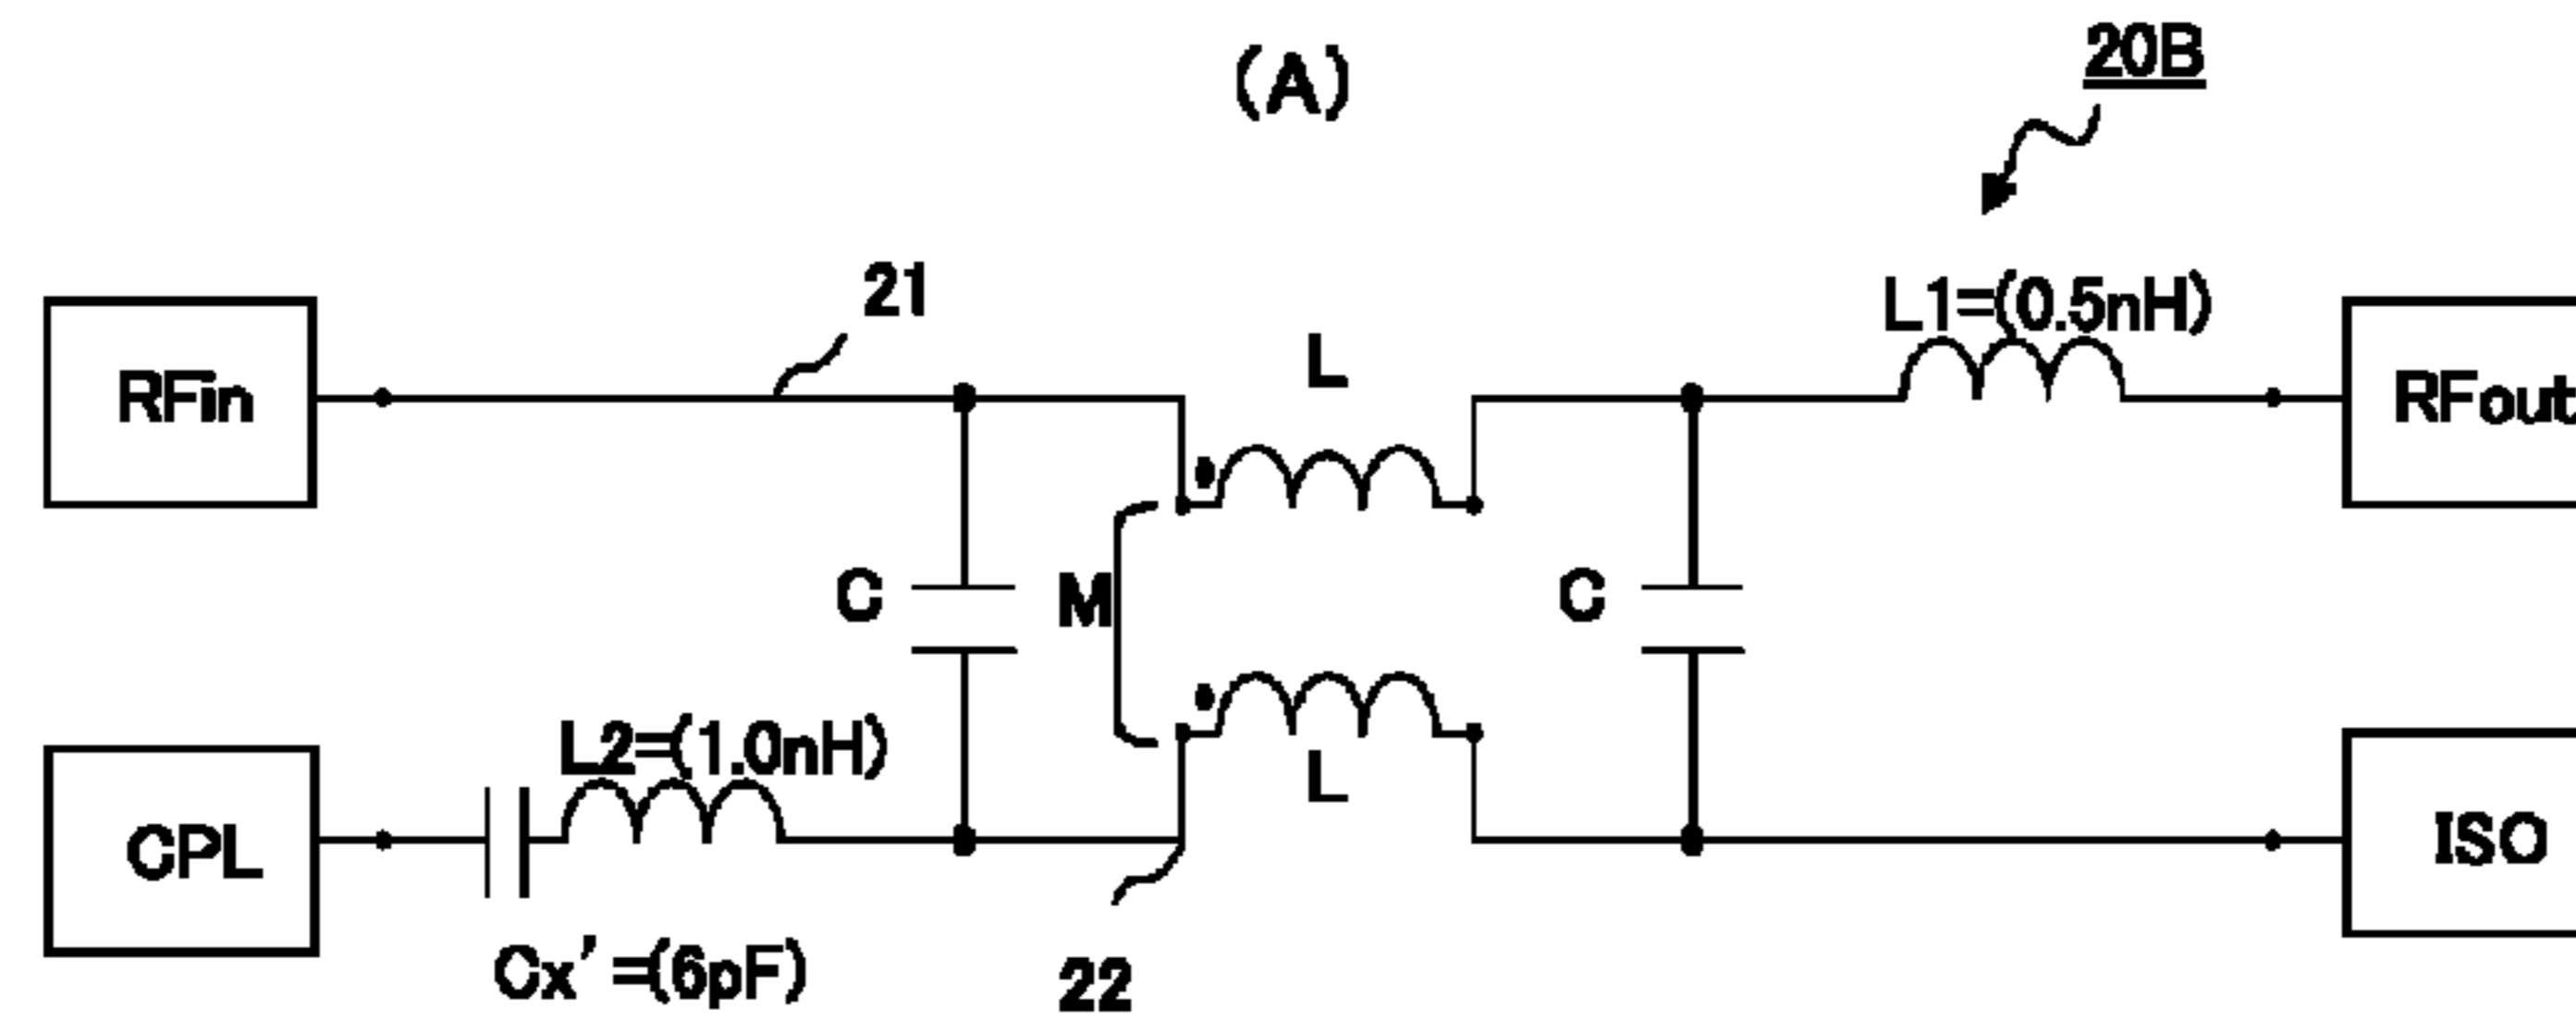 (A)
20B
21
L1=(0.5nH)
L
RFin
RFout
C
M
C
L2=(1.0nH)
L
CPL
ISO
Cx'=(6pF)
22